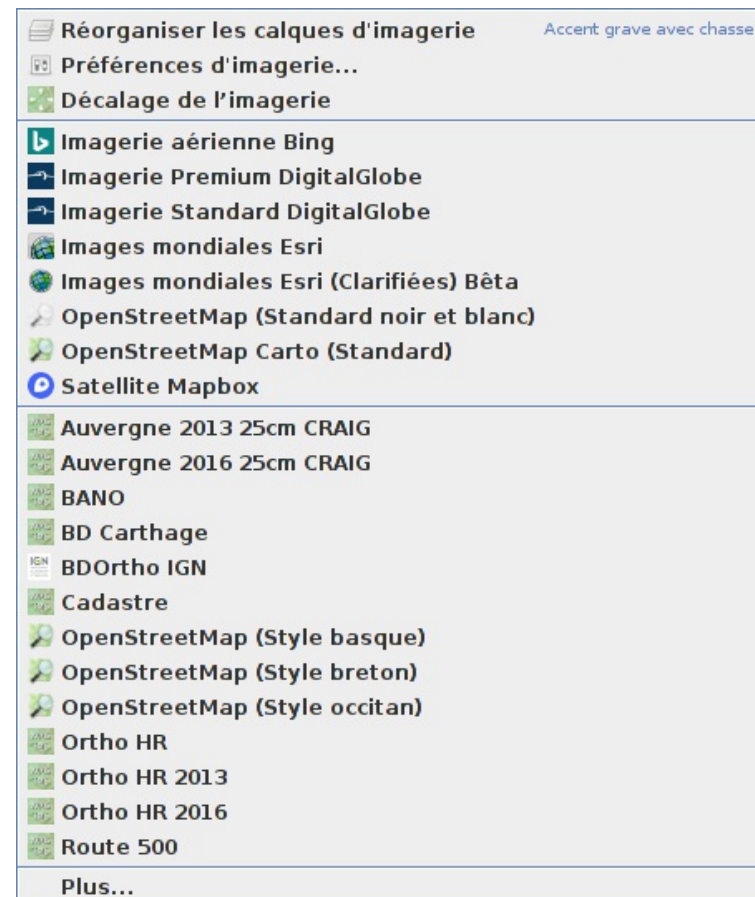 Réorganiser les calques d'imagerie Accent grave avec chasse
Préférences d'imagerie...
Décalage de l’imagerie
Imagerie aérienne Bing
Imagerie Premium DigitalGlobe
Imagerie Standard DigitalGlobe
Images mondiales Esri
Images mondiales Esri (Clarifiées) Bêta
OpenStreetMap (Standard noir et blanc)
OpenStreetMap Carto (Standard)
Satellite Mapbox
Auvergne 2013 25cm CRAIG
Auvergne 2016 25cm CRAIG
BANO
BD Carthage
IGN BDOrtho IGN
Cadastre
OpenStreetMap (Style basque)
OpenStreetMap (Style breton)
OpenStreetMap (Style occitan)
Ortho HR
Ortho HR 2013
Ortho HR 2016
Route 500
Plus...